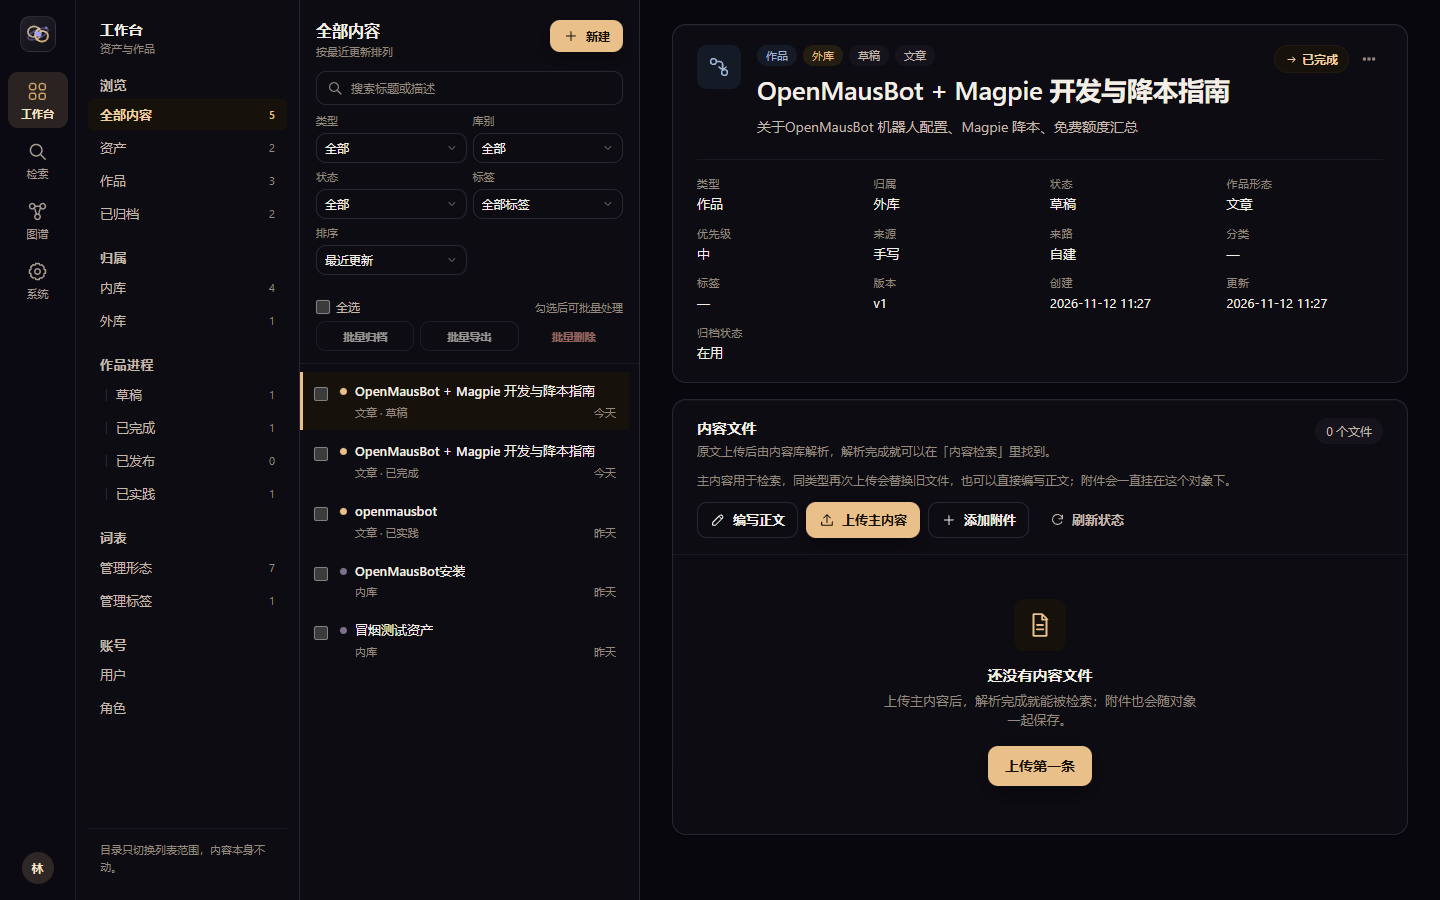 工作台
检索
图谱
系统
林
工作台
资产与作品
浏览
全部内容 5
资产 2
作品 3
已归档 2
归属
内库 4
外库 1
作品进程
草稿 1
已完成 1
已发布 0
已实践 1
词表
管理形态 7
管理标签 1
账号
用户
角色
目录只切换列表范围，内容本身不
动。
全部内容
按最近更新排列
+ 新建
搜索标题或描述
类型 库别
全部 全部
状态 标签
全部 全部标签
排序
最近更新
全选 勾选后可批量处理
批量归档 批量导出 批量删除
OpenMausBot + Magpie 开发与降本指南
文章 · 草稿 今天
OpenMausBot + Magpie 开发与降本指南
文章 · 已完成 今天
openmausbot
文章 · 已实践 昨天
OpenMausBot安装
内库 昨天
冒烟测试资产
内库 昨天
作品 外库 草稿 文章
→ 已完成
OpenMausBot + Magpie 开发与降本指南
关于OpenMausBot 机器人配置、Magpie 降本、免费额度汇总
类型 归属 状态 作品形态
作品 外库 草稿 文章
优先级 来源 来路 分类
中 手写 自建 —
标签 版本 创建 更新
— v1 2026-11-12 11:27 2026-11-12 11:27
归档状态
在用
内容文件
0 个文件
原文上传后由内容库解析，解析完成就可以在「内容检索」里找到。
主内容用于检索，同类型再次上传会替换旧文件，也可以直接编写正文；附件会一直挂在这个对象下。
编写正文 上传主内容 + 添加附件 刷新状态
还没有内容文件
上传主内容后，解析完成就能被检索；附件也会随对象
一起保存。
上传第一条